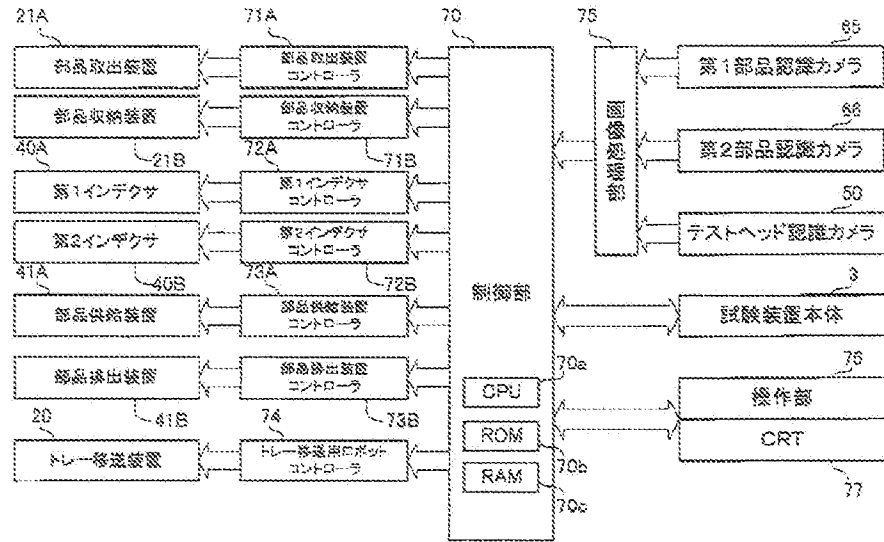 21A
71A
70
75
65
部品取出装置
部品取出装置
コントローラ
第1部品認識カメラ
部品収納装置
部品収納装置
コントローラ
66
40A
21B
72A
71B
画像処理部
第2部品認識カメラ
第1インデクサ
第1インデクサ
コントローラ
50
第2インデクサ
第2インデクサ
コントローラ
テストヘッド認識カメラ
41A
40B
73A
72B
制御部
3
部品供給装置
部品供給装置
コントローラ
試験装置本体
部品排出装置
部品排出装置
コントローラ
70a
76
CPU
操作部
20
41B
74
73B
ROM
CRT
トレー移送装置
トレー移送用ロボット
コントローラ
70b
RAM
77
70c